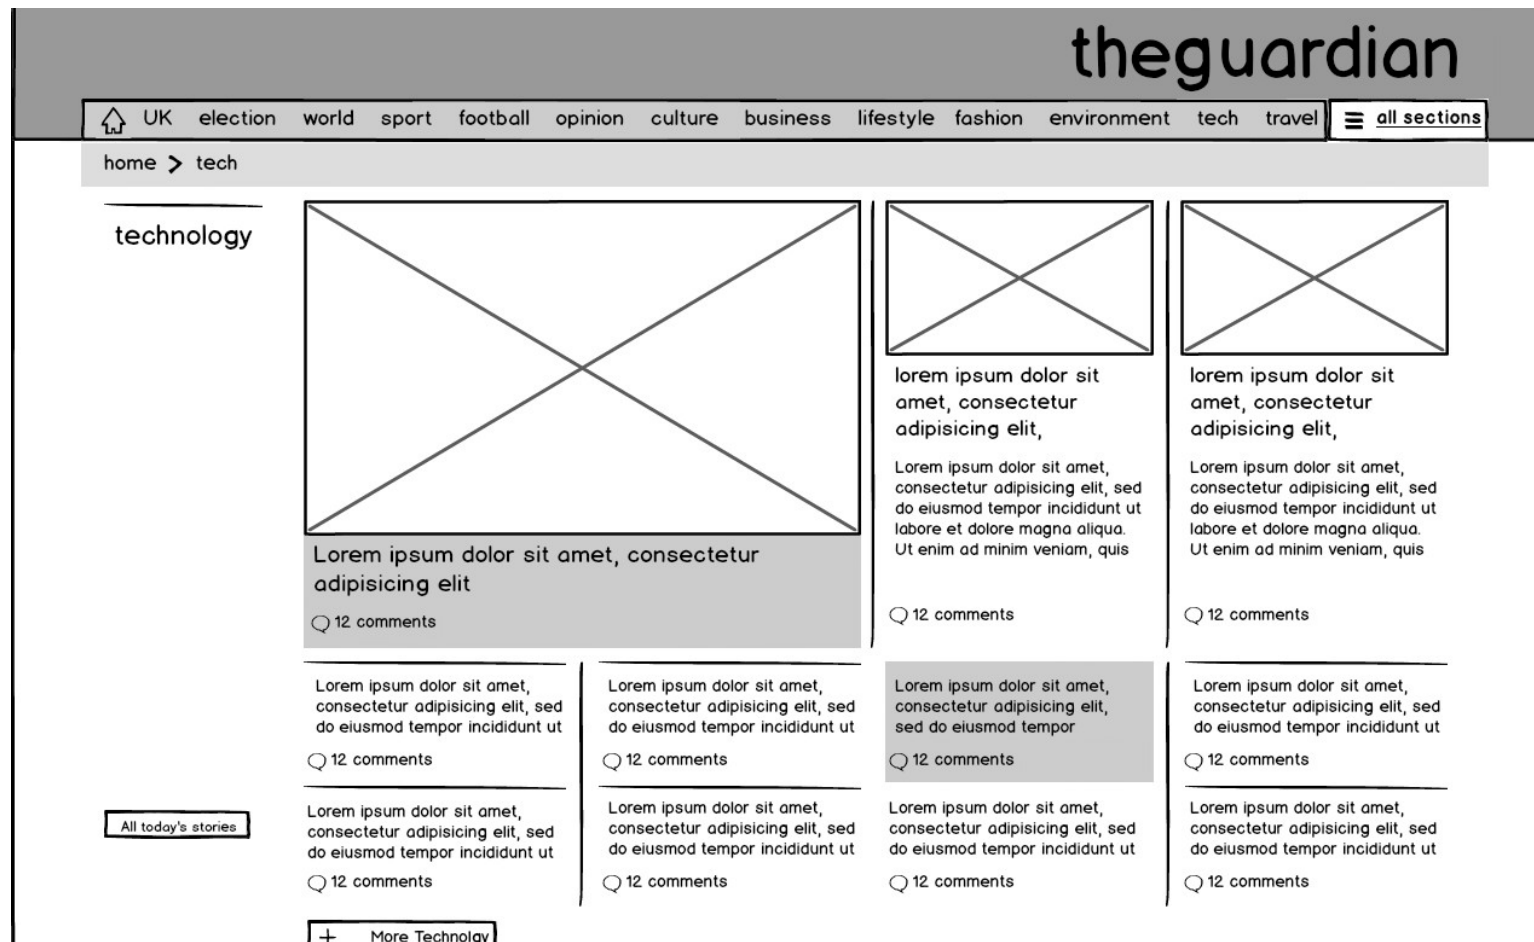 theguardian
UK election world sport football opinion culture business lifestyle fashion environment tech travel all sections
home > tech
technology
Lorem ipsum dolor sit amet, consectetur
adipisicing elit
12 comments
lorem ipsum dolor sit
amet, consectetur
adipisicing elit,
Lorem ipsum dolor sit amet,
consectetur adipisicing elit, sed
do eiusmod tempor incididunt ut
labore et dolore magna aliqua.
Ut enim ad minim veniam, quis
12 comments
lorem ipsum dolor sit
amet, consectetur
adipisicing elit,
Lorem ipsum dolor sit amet,
consectetur adipisicing elit, sed
do eiusmod tempor incididunt ut
labore et dolore magna aliqua.
Ut enim ad minim veniam, quis
12 comments
Lorem ipsum dolor sit amet,
consectetur adipisicing elit, sed
do eiusmod tempor incididunt ut
12 comments
Lorem ipsum dolor sit amet,
consectetur adipisicing elit, sed
do eiusmod tempor incididunt ut
12 comments
Lorem ipsum dolor sit amet,
consectetur adipisicing elit,
sed do eiusmod tempor
12 comments
Lorem ipsum dolor sit amet,
consectetur adipisicing elit, sed
do eiusmod tempor incididunt ut
12 comments
All today's stories
Lorem ipsum dolor sit amet,
consectetur adipisicing elit, sed
do eiusmod tempor incididunt ut
12 comments
Lorem ipsum dolor sit amet,
consectetur adipisicing elit, sed
do eiusmod tempor incididunt ut
12 comments
Lorem ipsum dolor sit amet,
consectetur adipisicing elit, sed
do eiusmod tempor incididunt ut
12 comments
Lorem ipsum dolor sit amet,
consectetur adipisicing elit, sed
do eiusmod tempor incididunt ut
12 comments
+ More Technolgy